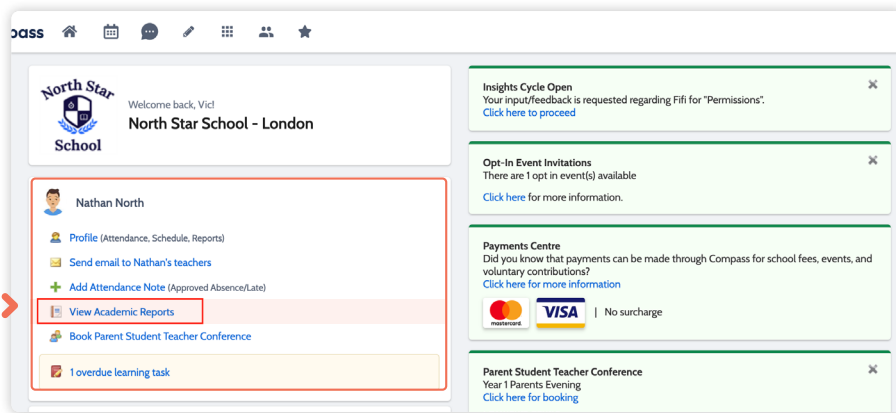 pass
North Star
School
Welcome back, Vic!
North Star School - London
Nathan North
Profile (Attendance, Schedule, Reports)
Send email to Nathan's teachers
Add Attendance Note (Approved Absence/Late)
View Academic Reports
Book Parent Student Teacher Conference
1 overdue learning task
Insights Cycle Open
Your input/feedback is requested regarding Fifi for "Permissions".
Click here to proceed
Opt-In Event Invitations
There are 1 opt in event(s) available
Click here for more information.
Payments Centre
Did you know that payments can be made through Compass for school fees, events, and
voluntary contributions?
Click here for more information
mastercard. VISA | No surcharge
Parent Student Teacher Conference
Year 1 Parents Evening
Click here for booking